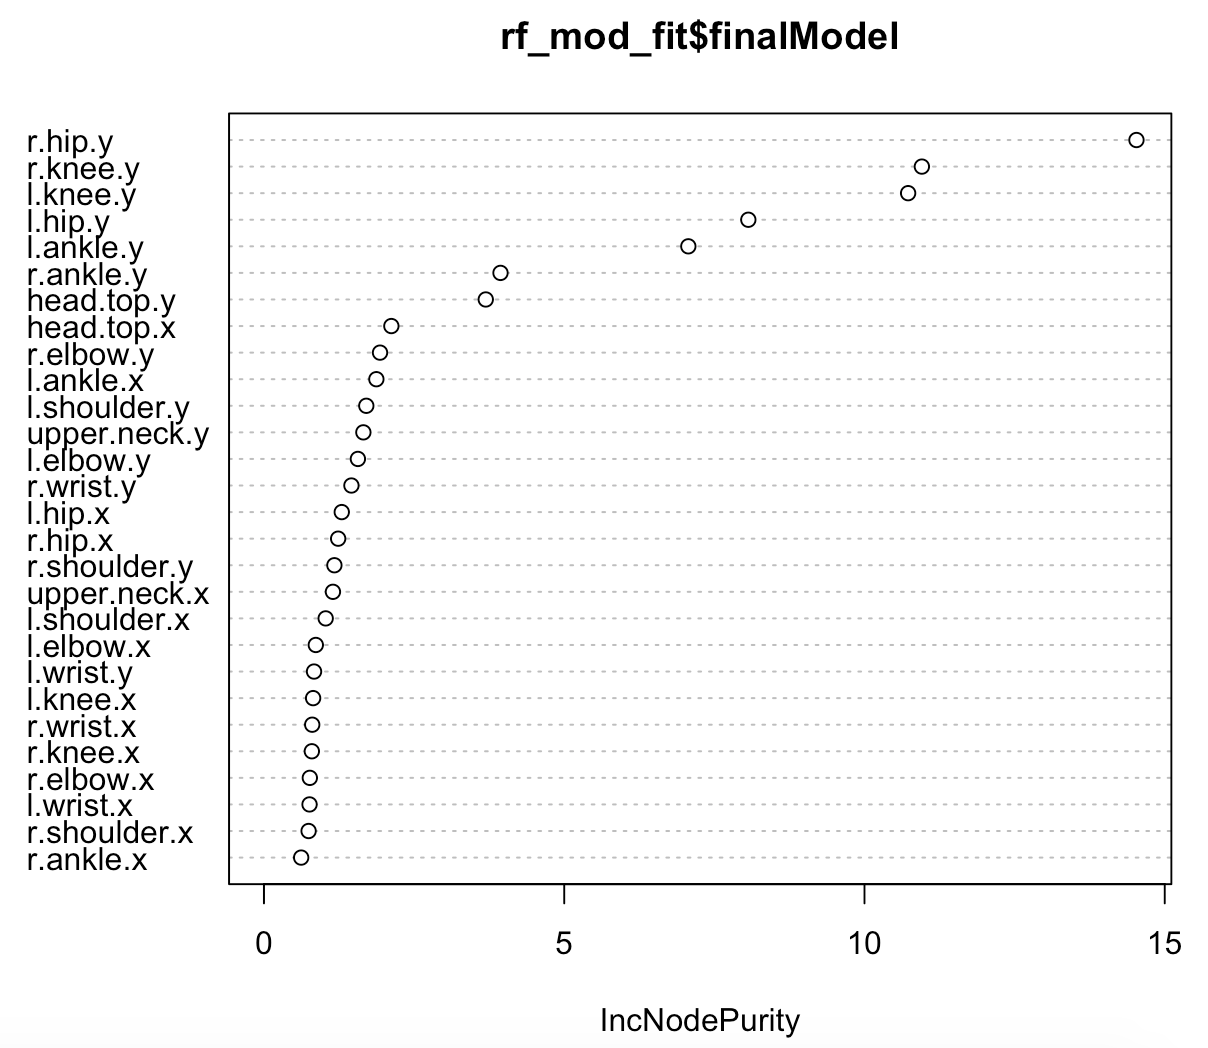 rf_mod_fit$finalModel
r.hip.y
r.knee.y
l.knee.y
l.hip.y
l.ankle.y
r.ankle.y
head.top.y
head.top.x
r.elbow.y
l.ankle.x
l.shoulder.y
upper.neck.y
l.elbow.y
r.wrist.y
l.hip.x
r.hip.x
r.shoulder.y
upper.neck.x
l.shoulder.x
l.elbow.x
l.wrist.y
l.knee.x
r.wrist.x
r.knee.x
r.elbow.x
l.wrist.x
r.shoulder.x
r.ankle.x
0 5 10 15
IncNodePurity